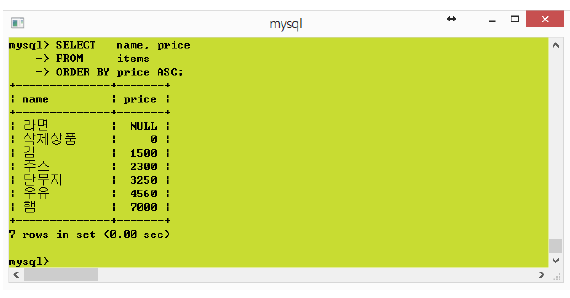 mysql
mysql> SELECT name, price
-> FROM items
-> ORDER BY price ASC;
+--------------+-------+
| name | price |
+--------------+-------+
| 라면 | NULL |
| 삭제상품 | 0 |
| 김 | 1500 |
| 주스 | 2300 |
| 단무지 | 3250 |
| 우유 | 4560 |
| 햄 | 7000 |
+--------------+-------+
7 rows in set (0.00 sec)
mysql>